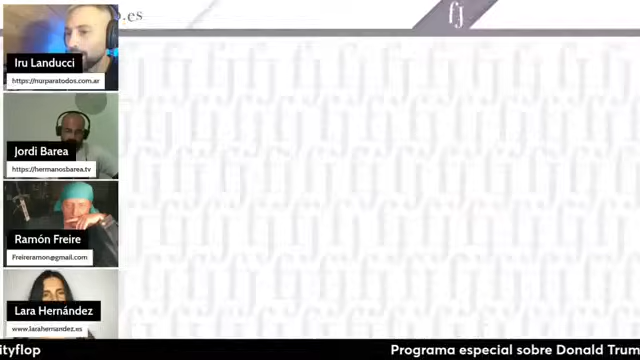 o.es
fJ
Iru Landucci
https://nurparatodos.com.ar
Jordi Barea
https://hermanosbarea.tv
Ramón Freire
Freireramon@gmail.com
Lara Hernández
www.larahernandez.es
ityflop
Programa especial sobre Donald Trum